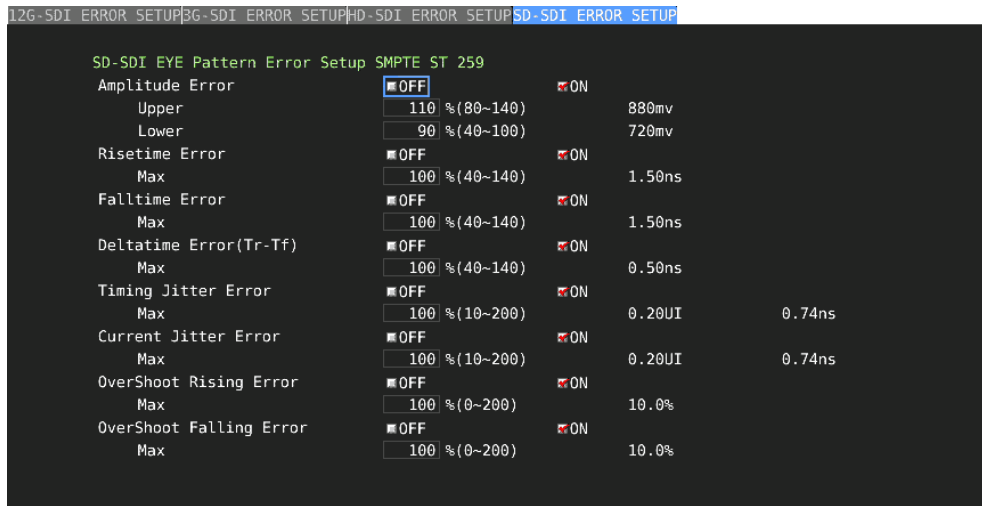 12G-SDI ERROR SETUP 3G-SDI ERROR SETUP HD-SDI ERROR SETUP SD-SDI ERROR SETUP
SD-SDI EYE Pattern Error Setup SMPTE ST 259
Amplitude Error OFF ON
Upper 110 %(80~140) 880mv
Lower 90 %(40~100) 720mv
Risetime Error OFF ON
Max 100 %(40~140) 1.50ns
Falltime Error OFF ON
Max 100 %(40~140) 1.50ns
Deltatime Error(Tr-Tf) OFF ON
Max 100 %(40~140) 0.50ns
Timing Jitter Error OFF ON
Max 100 %(10~200) 0.20UI 0.74ns
Current Jitter Error OFF ON
Max 100 %(10~200) 0.20UI 0.74ns
OverShoot Rising Error OFF ON
Max 100 %(0~200) 10.0%
OverShoot Falling Error OFF ON
Max 100 %(0~200) 10.0%